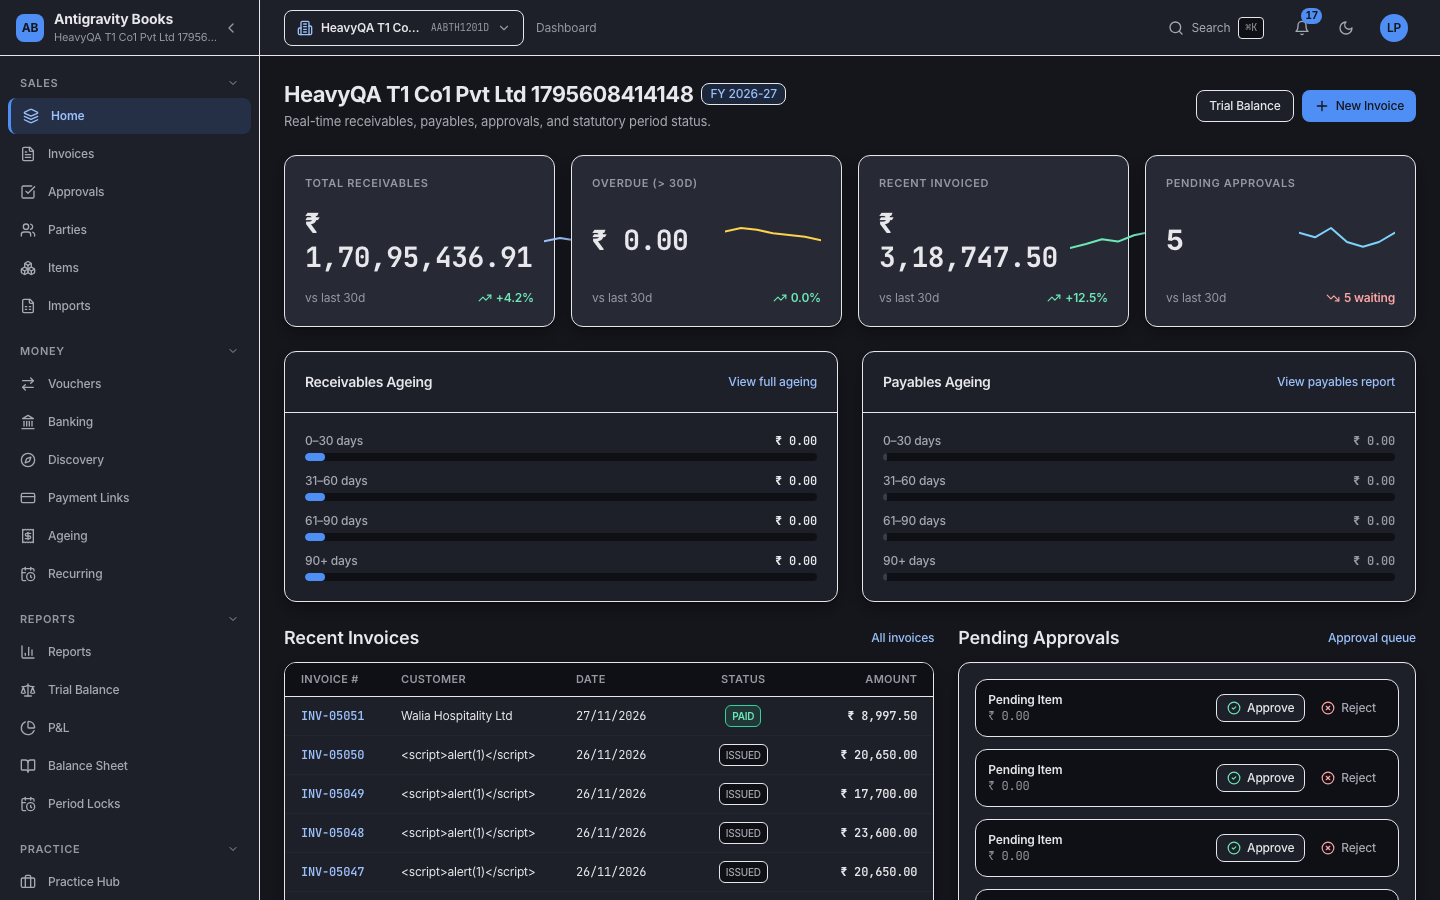 AB
Antigravity Books
HeavyQA T1 Co1 Pvt Ltd 17956...
SALES
Home
Invoices
Approvals
Parties
Items
Imports
MONEY
Vouchers
Banking
Discovery
Payment Links
Ageing
Recurring
REPORTS
Reports
Trial Balance
P&L
Balance Sheet
Period Locks
PRACTICE
Practice Hub
HeavyQA T1 Co... AABTH1201D
Dashboard
Search ⌘K
17
LP
HeavyQA T1 Co1 Pvt Ltd 1795608414148 FY 2026-27
Real-time receivables, payables, approvals, and statutory period status.
Trial Balance
New Invoice
TOTAL RECEIVABLES
₹
1,70,95,436.91
vs last 30d +4.2%
OVERDUE (> 30D)
₹ 0.00
vs last 30d 0.0%
RECENT INVOICED
₹
3,18,747.50
vs last 30d +12.5%
PENDING APPROVALS
5
vs last 30d 5 waiting
Receivables Ageing View full ageing
0–30 days ₹ 0.00
31–60 days ₹ 0.00
61–90 days ₹ 0.00
90+ days ₹ 0.00
Payables Ageing View payables report
0–30 days ₹ 0.00
31–60 days ₹ 0.00
61–90 days ₹ 0.00
90+ days ₹ 0.00
Recent Invoices All invoices
INVOICE # CUSTOMER DATE STATUS AMOUNT
INV-05051 Walia Hospitality Ltd 27/11/2026 PAID ₹ 8,997.50
INV-05050 <script>alert(1)</script> 26/11/2026 ISSUED ₹ 20,650.00
INV-05049 <script>alert(1)</script> 26/11/2026 ISSUED ₹ 17,700.00
INV-05048 <script>alert(1)</script> 26/11/2026 ISSUED ₹ 23,600.00
INV-05047 <script>alert(1)</script> 26/11/2026 ISSUED ₹ 20,650.00
Pending Approvals Approval queue
Pending Item
₹ 0.00
Approve Reject
Pending Item
₹ 0.00
Approve Reject
Pending Item
₹ 0.00
Approve Reject